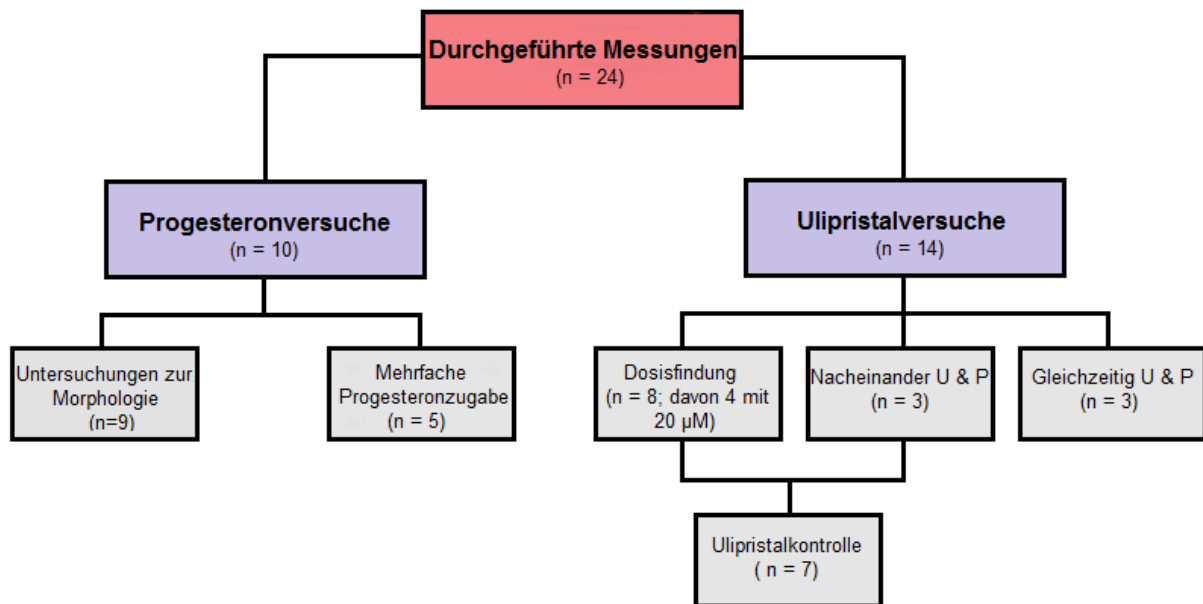 Durchgeführte Messungen
(n = 24)
Progesteronversuche
(n = 10)
Ulipristalversuche
(n = 14)
Untersuchungen zur
Morphologie
(n=9)
Mehrfache
Progesteronzugabe
(n = 5)
Dosisfindung
(n = 8; davon 4 mit
20 µM)
Nacheinander U & P
(n = 3)
Gleichzeitig U & P
(n = 3)
Ulipristalkontrolle
( n = 7)